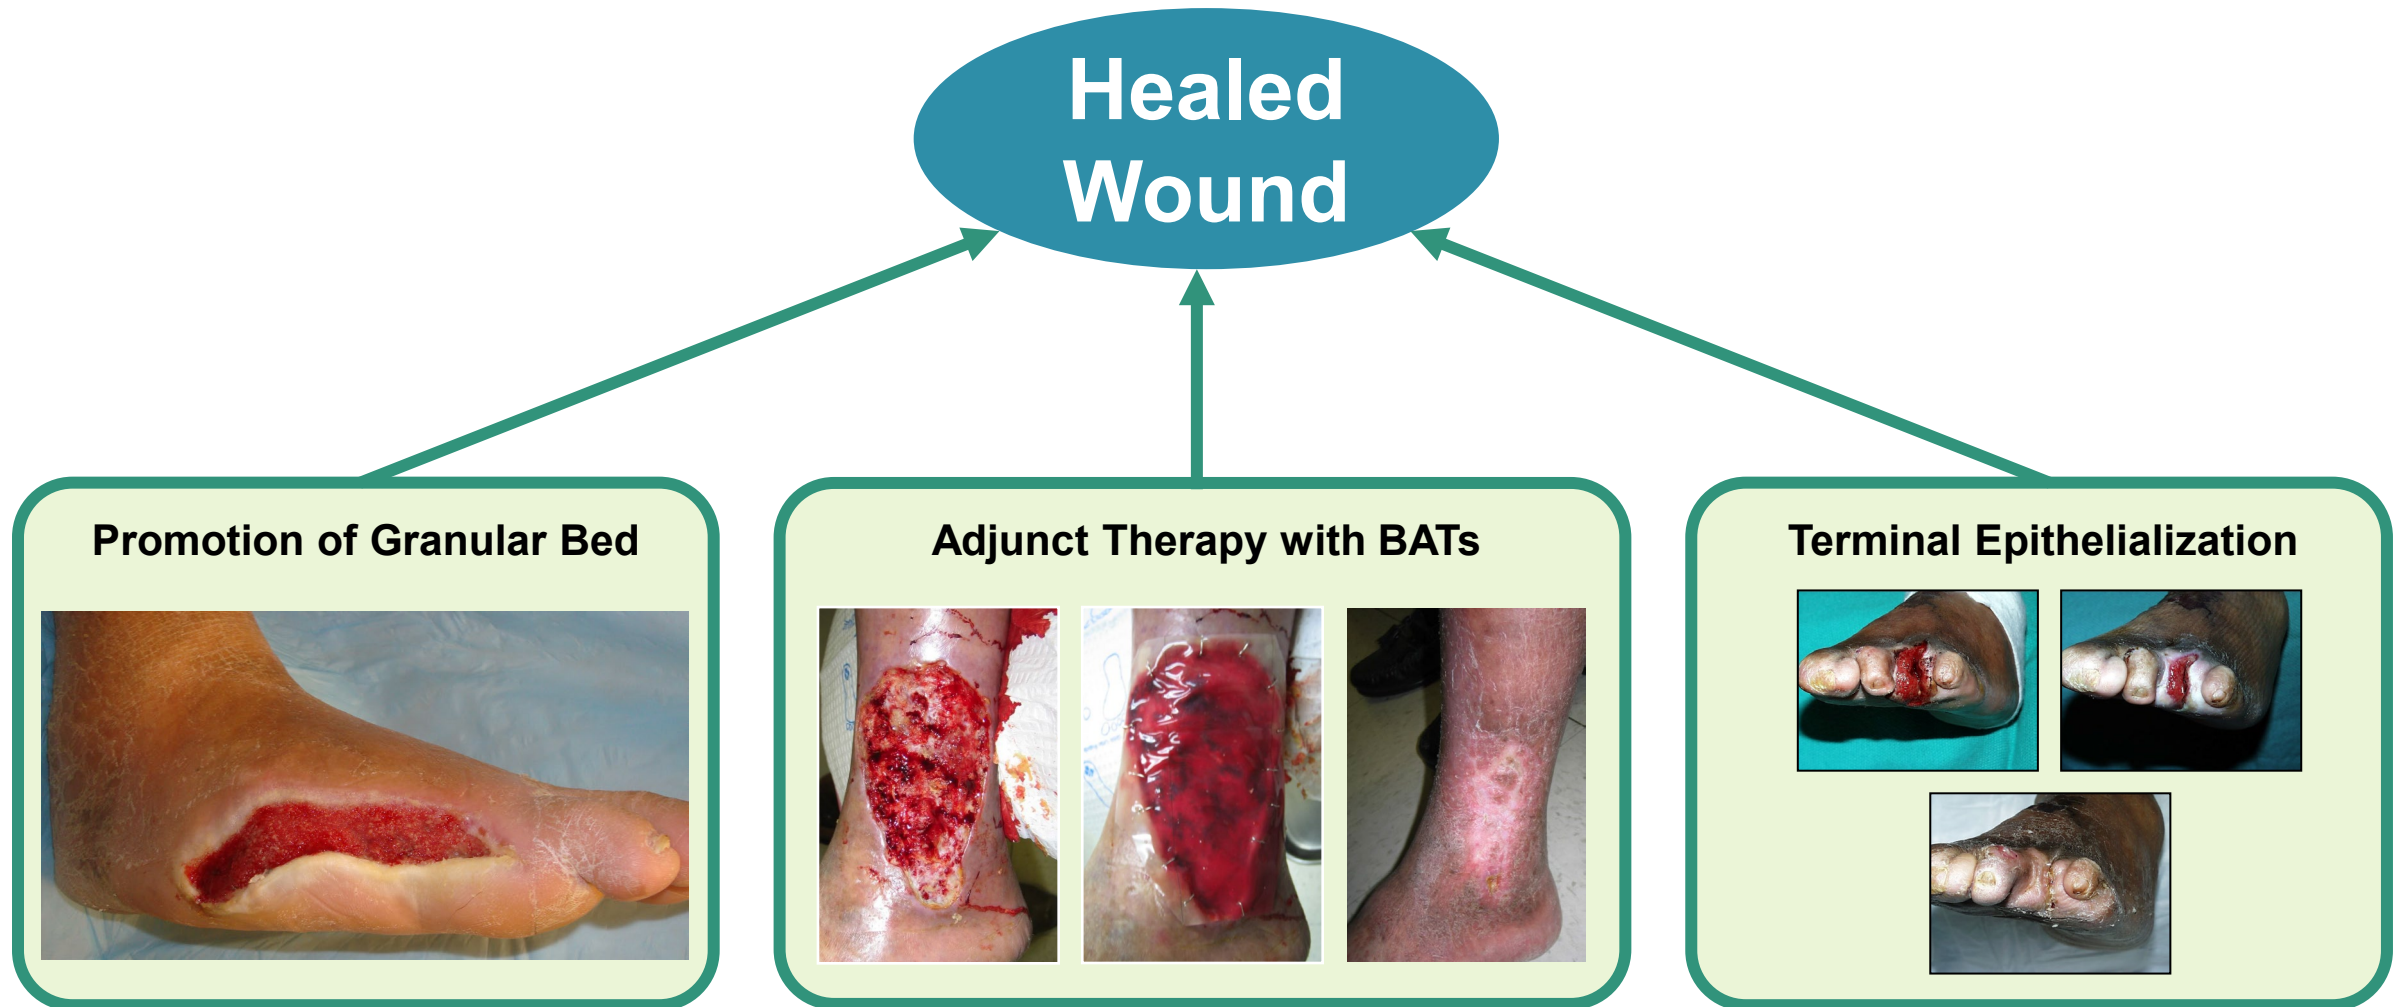 Healed
Wound
Promotion of Granular Bed
Adjunct Therapy with BATs
Terminal Epithelialization